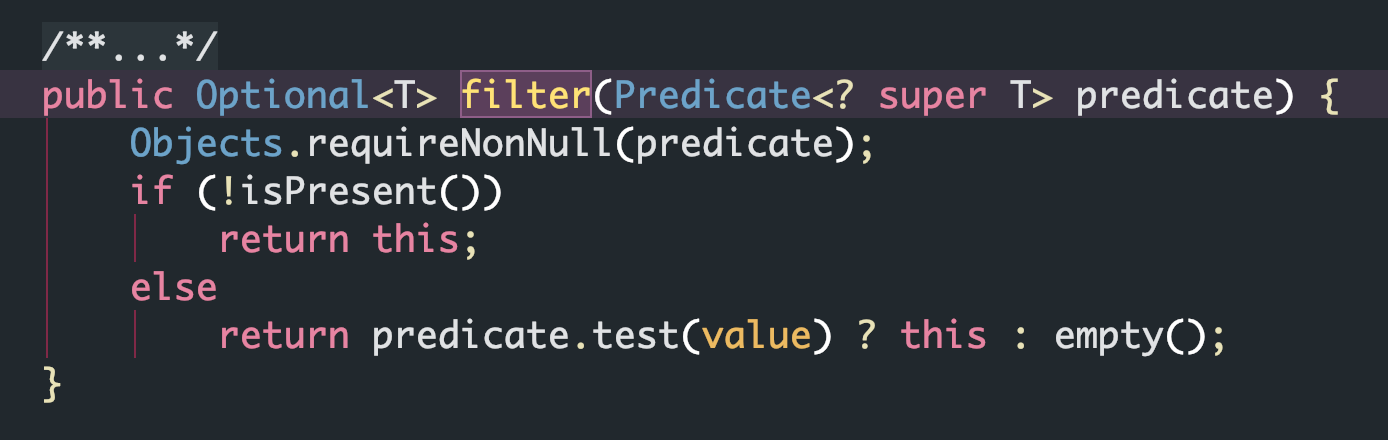 /**...*/
public Optional<T> filter(Predicate<? super T> predicate) {
    Objects.requireNonNull(predicate);
    if (!isPresent())
        return this;
    else
        return predicate.test(value) ? this : empty();
}